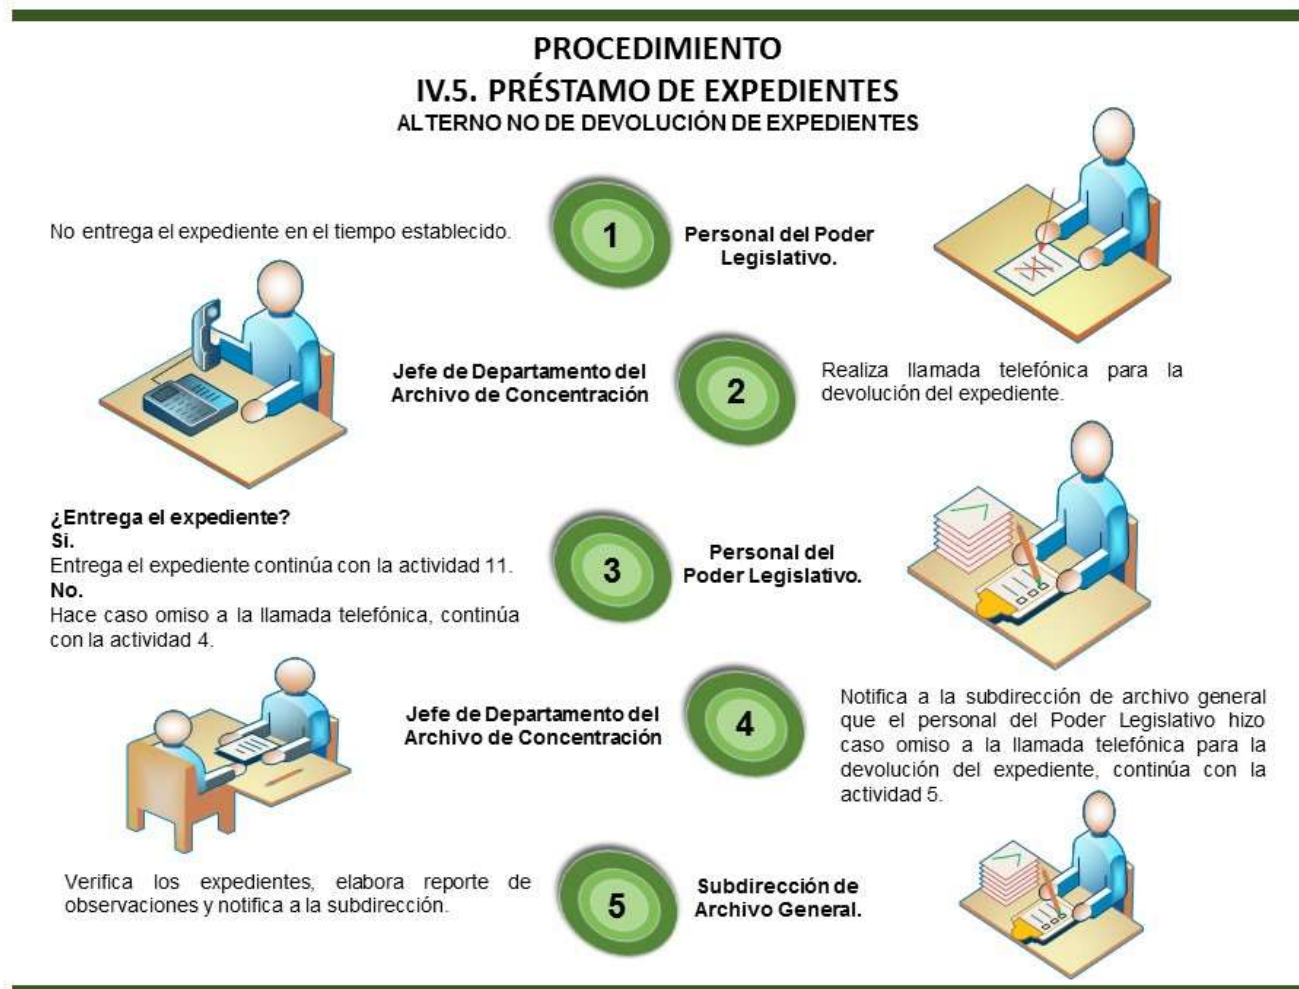 PROCEDIMIENTO
IV.5. PRÉSTAMO DE EXPEDIENTES
ALTERNO NO DE DEVOLUCIÓN DE EXPEDIENTES
No entrega el expediente en el tiempo establecido.
1
Personal del Poder
Legislativo.
Jefe de Departamento del
Archivo de Concentración
2
Realiza llamada telefónica para la
devolución del expediente.
¿Entrega el expediente?
Si.
Entrega el expediente continúa con la actividad 11.
No.
Hace caso omiso a la llamada telefónica, continúa
con la actividad 4.
3
Personal del
Poder Legislativo.
Jefe de Departamento del
Archivo de Concentración
4
Notifica a la subdirección de archivo general
que el personal del Poder Legislativo hizo
caso omiso a la llamada telefónica para la
devolución del expediente, continúa con la
actividad 5.
Verifica los expedientes, elabora reporte de
observaciones y notifica a la subdirección.
5
Subdirección de
Archivo General.